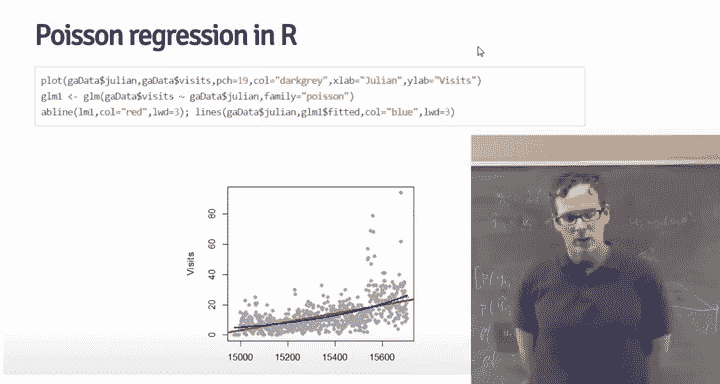 Poisson regression in R
plot(gaData$julian,gaData$visits,pch=19,col="darkgrey",xlab="Julian",ylab="Visits")
glm1 <- glm(gaData$visits ~ gaData$julian,family="poisson")
abline(lm1,col="red",lwd=3); lines(gaData$julian,glm1$fitted,col="blue",lwd=3)
Visits
80
60
40
20
0
15000 15200 15400 15600